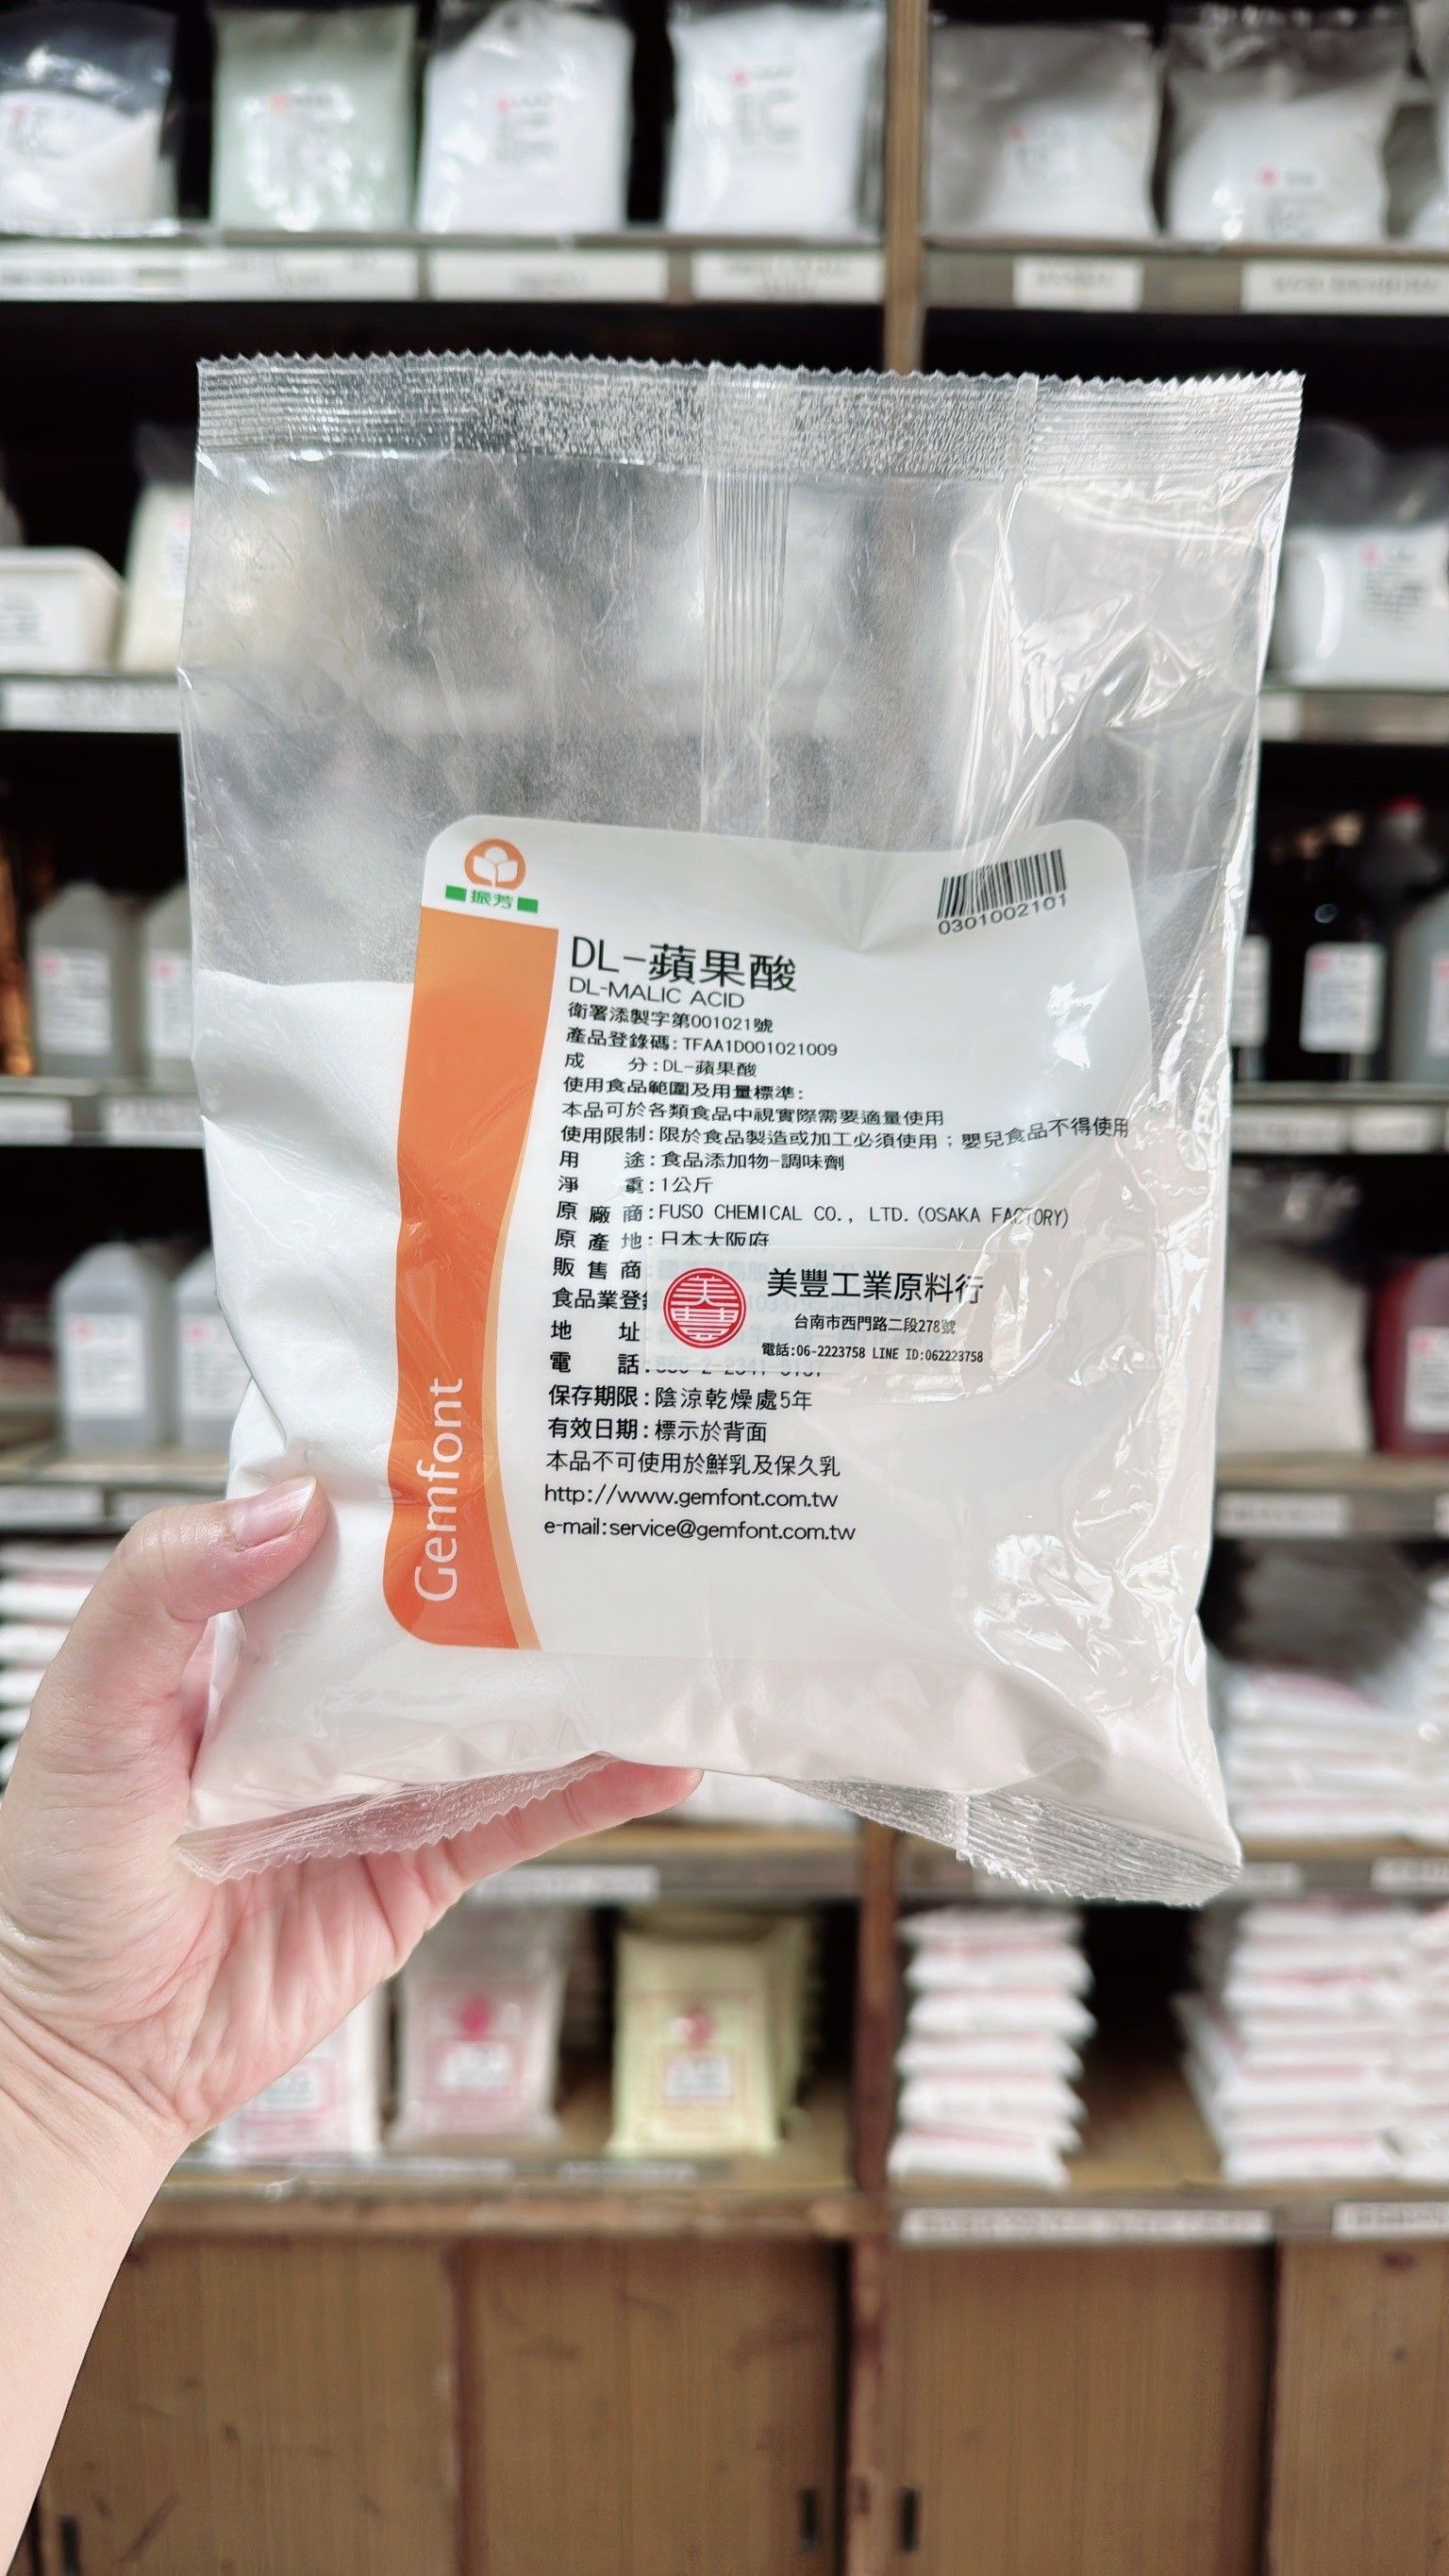 振芳
0301002101
DL-蘋果酸
DL-MALIC ACID
衛署添製字第001021號
產品登錄碼:TFAA1D001021009
成 分:DL-蘋果酸
使用食品範圍及用量標準:
本品可於各類食品中視實際需要適量使用
使用限制:限於食品製造或加工必須使用;嬰兒食品不得使用
用 途:食品添加物-調味劑
淨 重:1公斤
原 廠 商:FUSO CHEMICAL CO., LTD.(OSAKA FACTORY)
原 產 地:日本大阪府
販 售 商
食品業登
地 址
電 話:
美豐
美豐工業原料行
台南市西門路二段278號
電話:06-2223758 LINE ID:062223758
保存期限:陰涼乾燥處5年
有效日期:標示於背面
本品不可使用於鮮乳及保久乳
http://www.gemfont.com.tw
e-mail:service@gemfont.com.tw
Gemfont